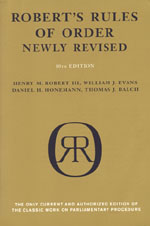 ROBERT'S RULES
OF ORDER
NEWLY REVISED
10TH EDITION
HENRY M. ROBERT III, WILLIAM J. EVANS
DANIEL H. HONEMANN, THOMAS J. BALCH
ROR
THE ONLY CURRENT AND AUTHORIZED EDITION OF
THE CLASSIC WORK ON PARLIAMENTARY PROCEDURE